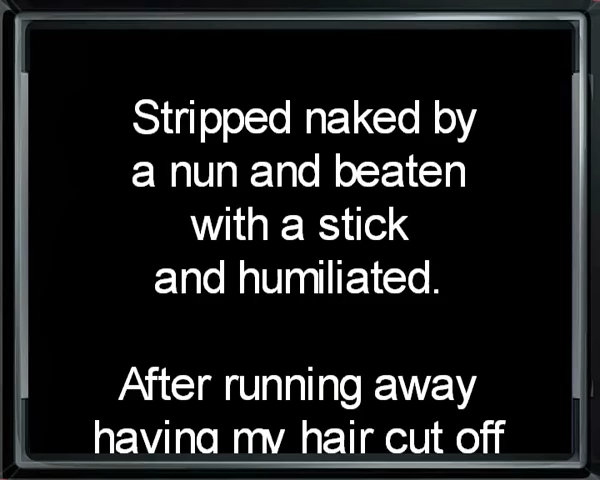 Stripped naked by
a nun and beaten
with a stick
and humiliated.
After running away
having my hair cut off